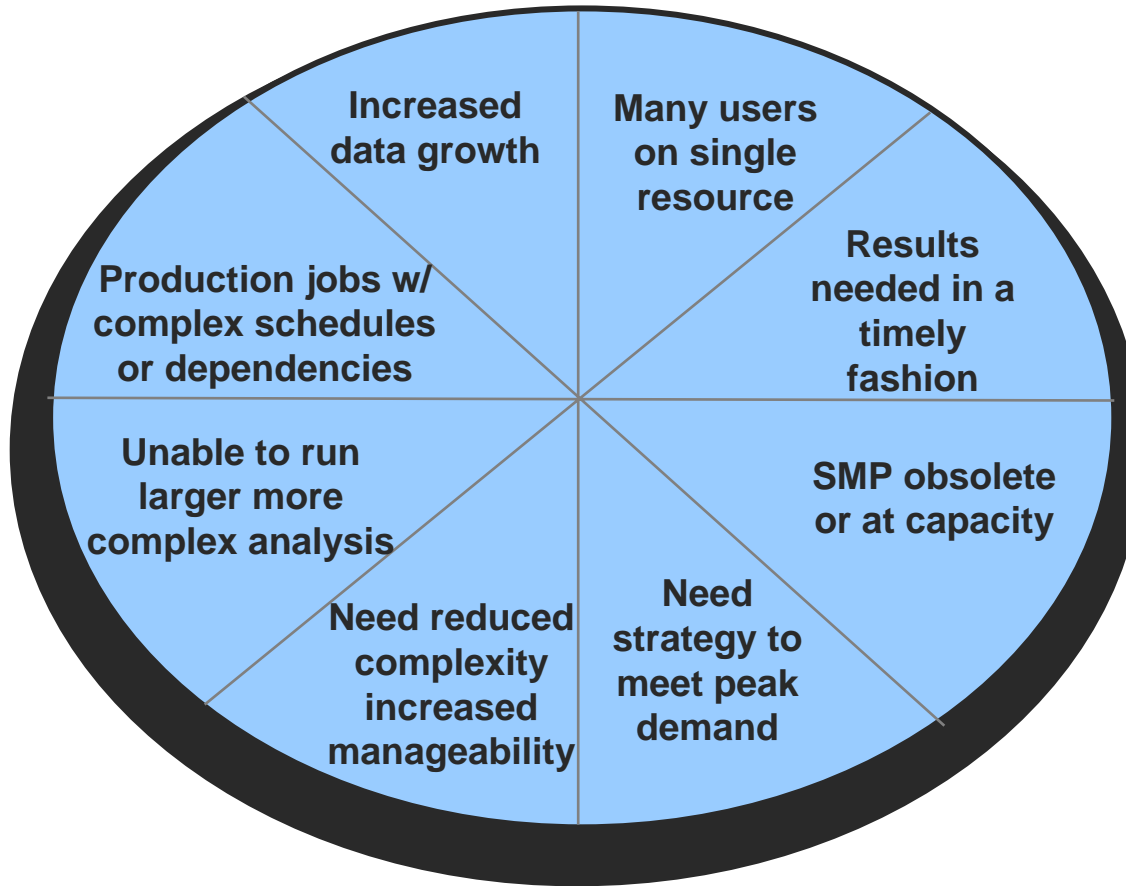 Increased
data growth
Many users
on single
resource
Results
needed in a
timely
fashion
SMP obsolete
or at capacity
Need
strategy to
meet peak
demand
Need reduced
complexity
increased
manageability
Unable to run
larger more
complex analysis
Production jobs w/
complex schedules
or dependencies